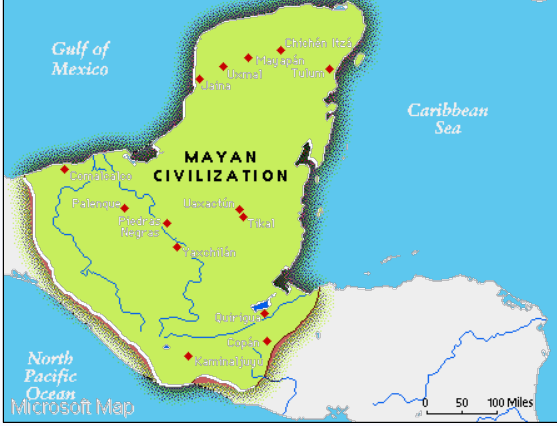 Gulf of
Mexico
Chichén Itzá
Mayapán
Uxmal
Tulum
Jaina
Caribbean
Sea
MAYAN
CIVILIZATION
Comalcalco
Palenque
Uaxactún
Piedras
Negras
Tikal
Yaxchilán
Quiriguá
Copán
Kaminaljuyú
North
Pacific
Ocean
Microsoft Map
0 50 100 Miles